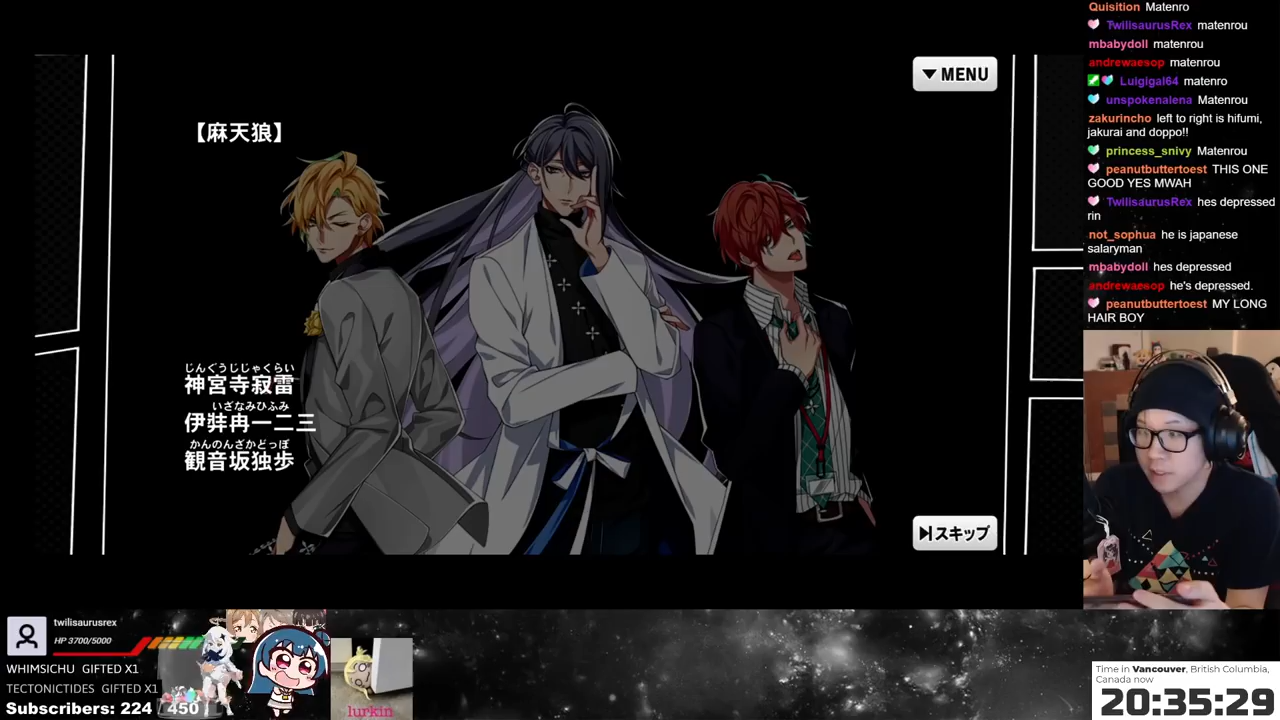 【麻天狼】
じんぐうじじゃくらい
神宮寺寂雷
いざなみひふみ
伊弉冉一二三
かんのんざかどっぽ
観音坂独歩
▼ MENU
スキップ
Quisition Matenro
TwilisaurusRex matenrou
mbabydoll matenrou
andrewaesop matenrou
Luigigal64 matenro
unspokenalena Matenrou
zakurincho left to right is hifumi,
jakurai and doppo!!
princess_snivy Matenrou
peanutbuttertoest THIS ONE
GOOD YES MWAH
TwilisaurusRex hes depressed
rin
not_sophua he is japanese
salaryman
mbabydoll hes depressed
andrewaesop he's depressed.
peanutbuttertoest MY LONG
HAIR BOY
twilisaurusrex
HP 3700/5000
WHIMSICHU GIFTED X1
TECTONICTIDES GIFTED X1
Subscribers: 224 / 450
lurkin
Time in Vancouver, British Columbia,
Canada now
20:35:29